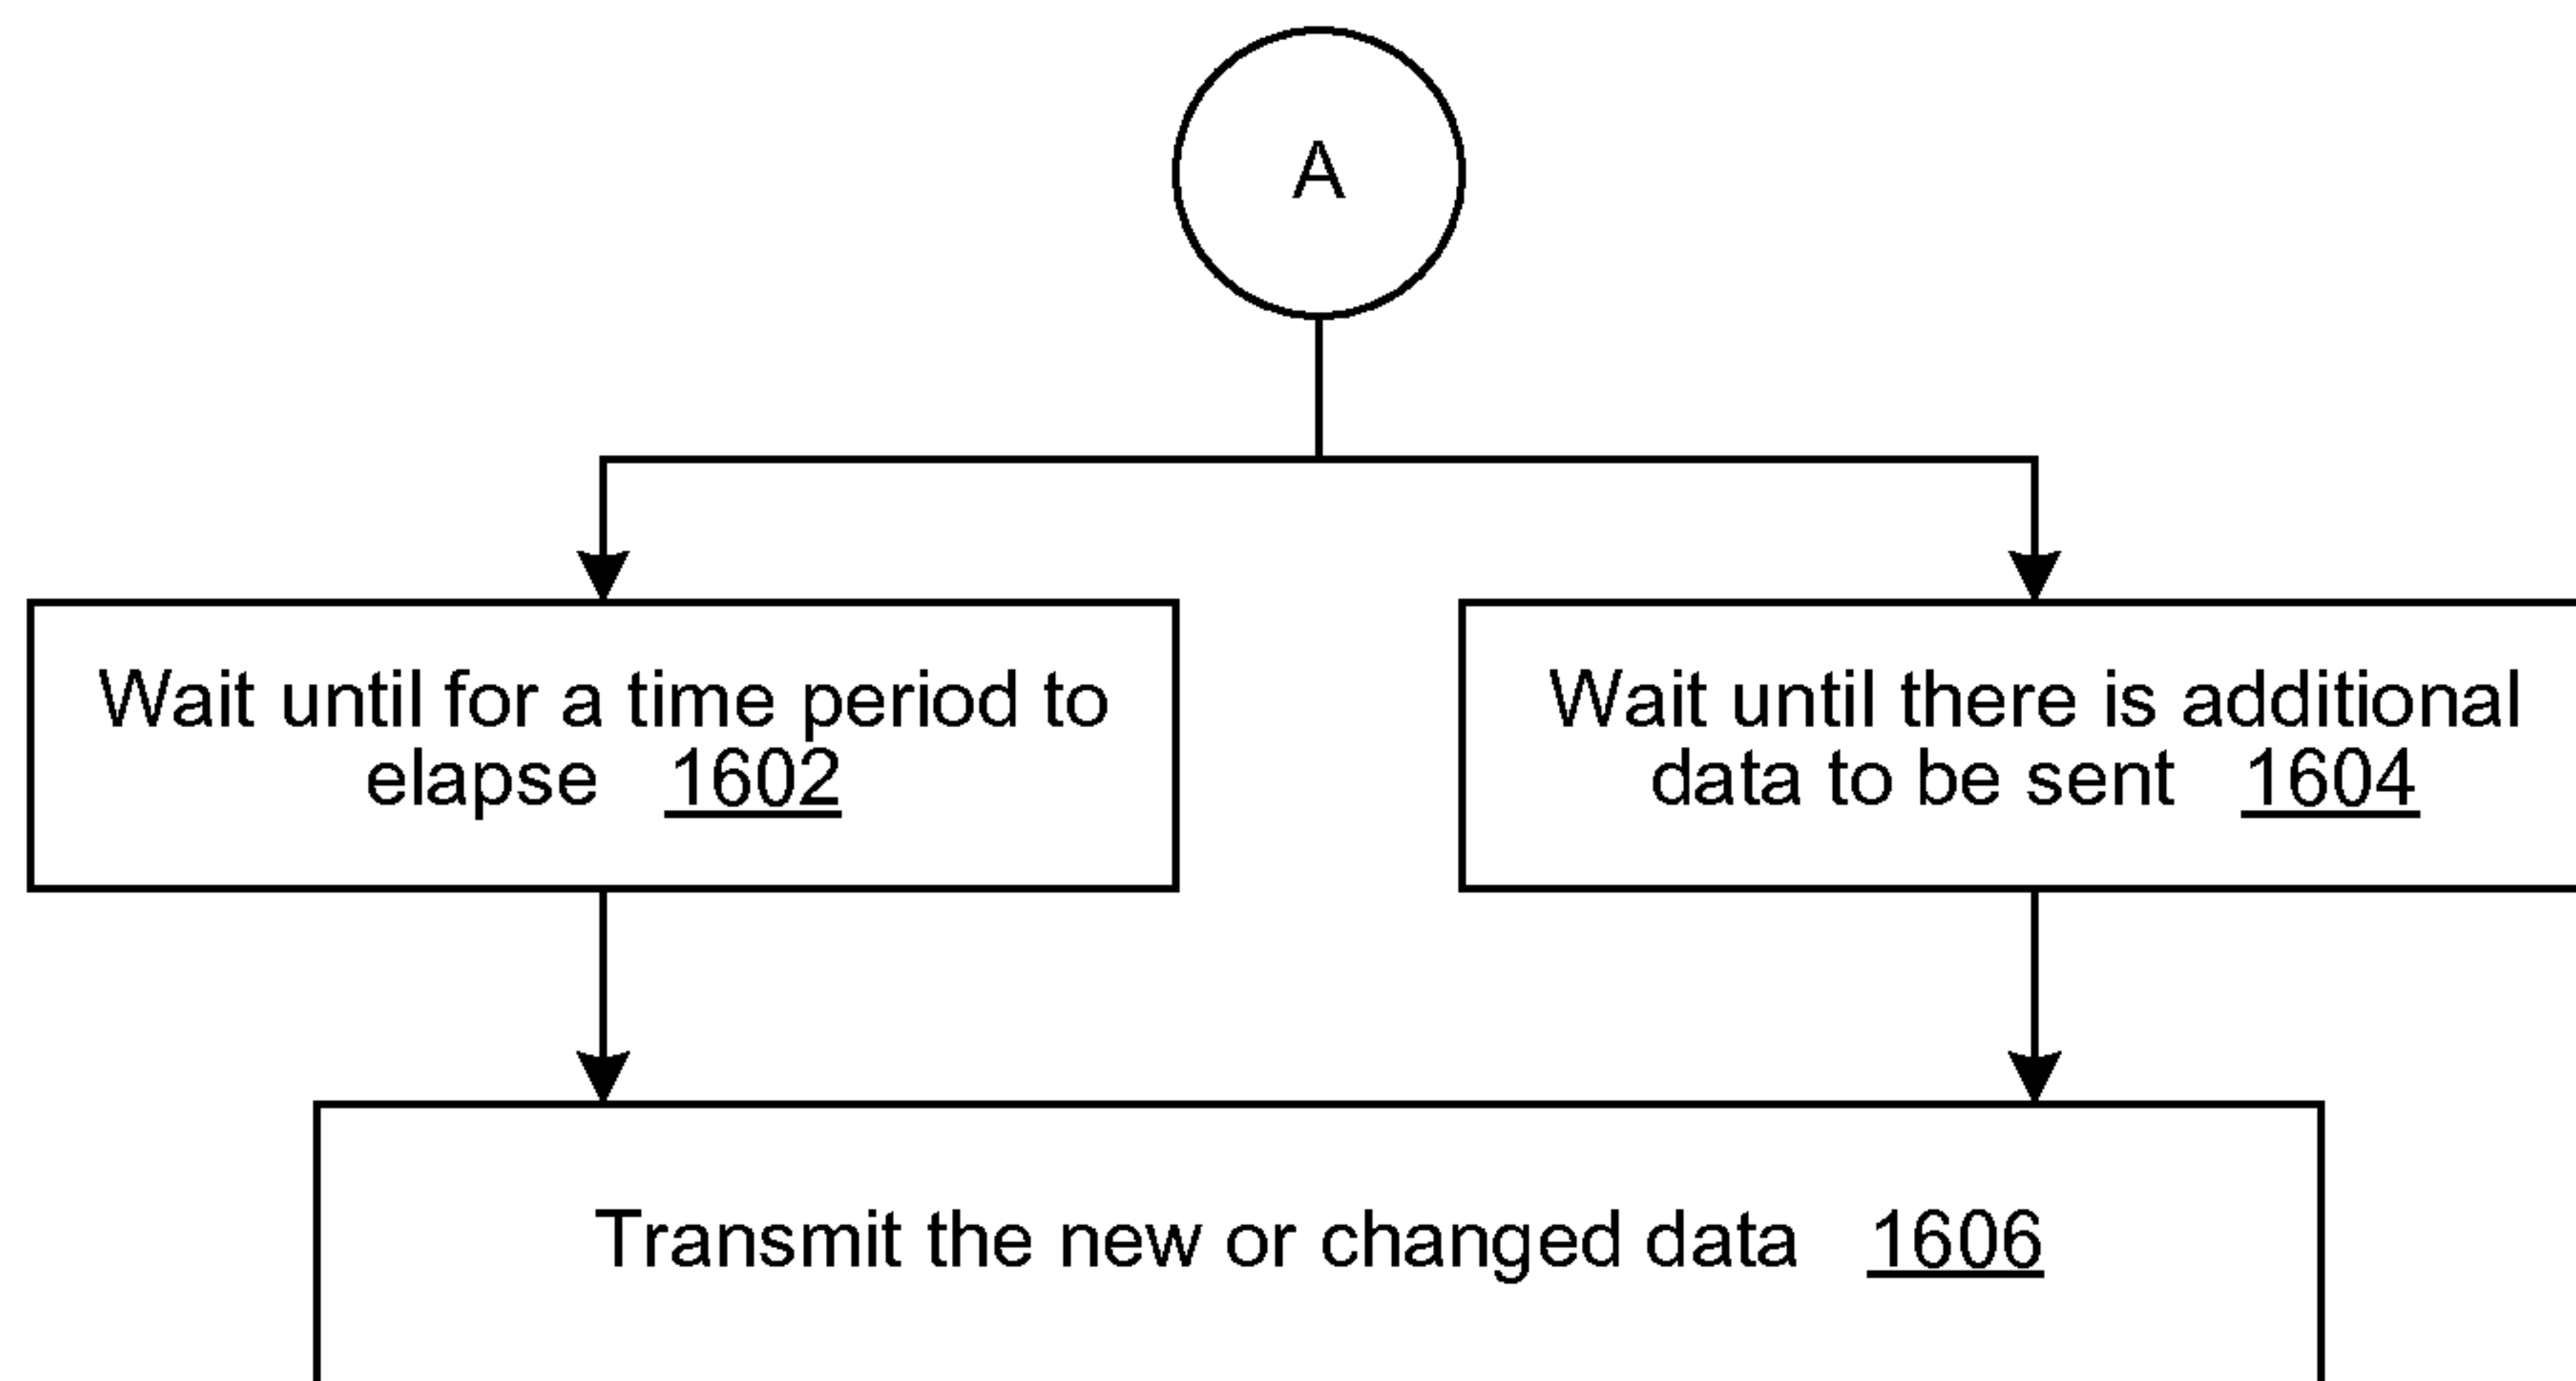 A
Wait until for a time period to
elapse 1602
Wait until there is additional
data to be sent 1604
Transmit the new or changed data 1606